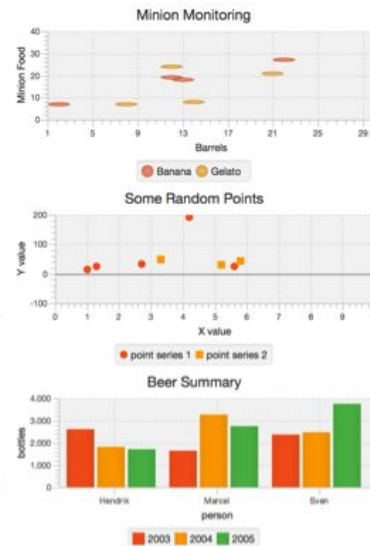 Minion Monitoring
Minion Food
40
30
20
10
0
1 5 9 13 17 21 25 29
Barrels
Banana Gelato
Some Random Points
Y value
200
100
0
-100
0 1 2 3 4 5 6 7 8 9
X value
point series 1 point series 2
Beer Summary
bottles
4.000
3.000
2.000
1.000
0
Hendrik Marcel Sven
person
2003 2004 2005